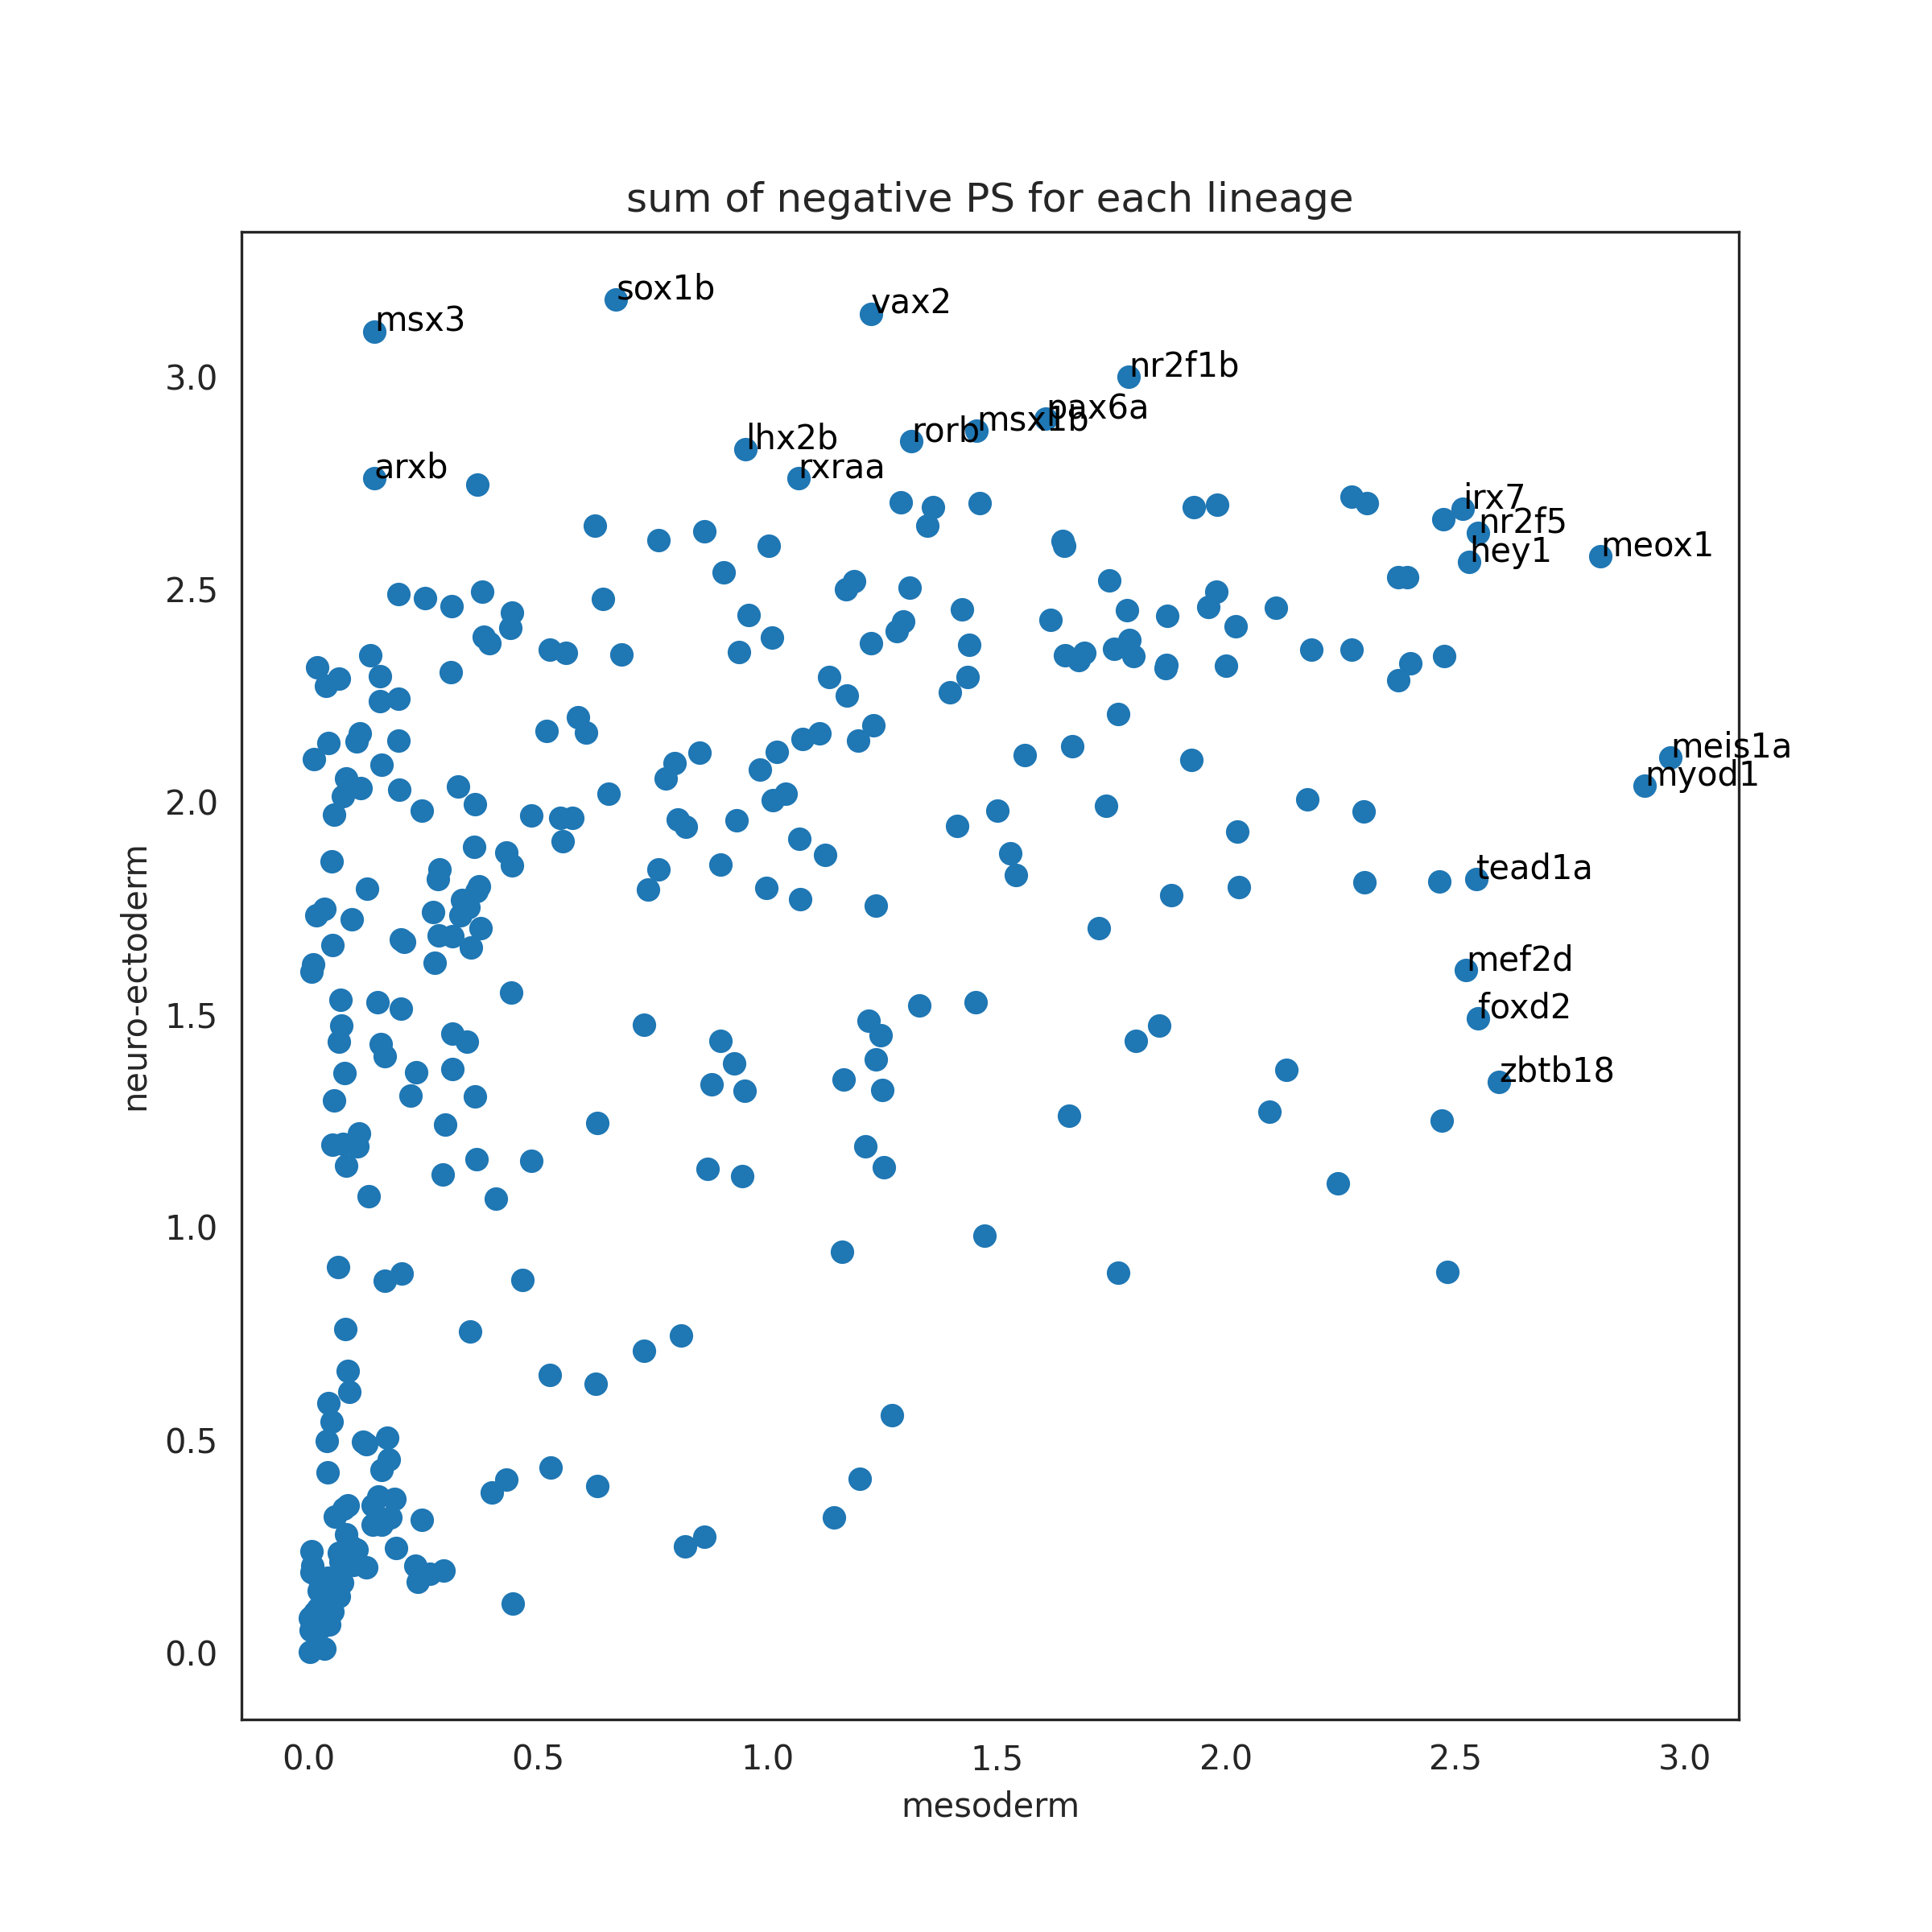 sum of negative PS for each lineage
sox1b
vax2
msx3
nr2f1b
3.0
pax6a
msx1b
rorb
lhx2b
rxraa
arxb
irx7
nr2f5
meox1
hey1
2.5
meis1a
myod1
2.0
tead1a
neuro-ectoderm
mef2d
foxd2
1.5
zbtb18
1.0
0.5
0.0
0.0 0.5 1.0 1.5 2.0 2.5 3.0
mesoderm